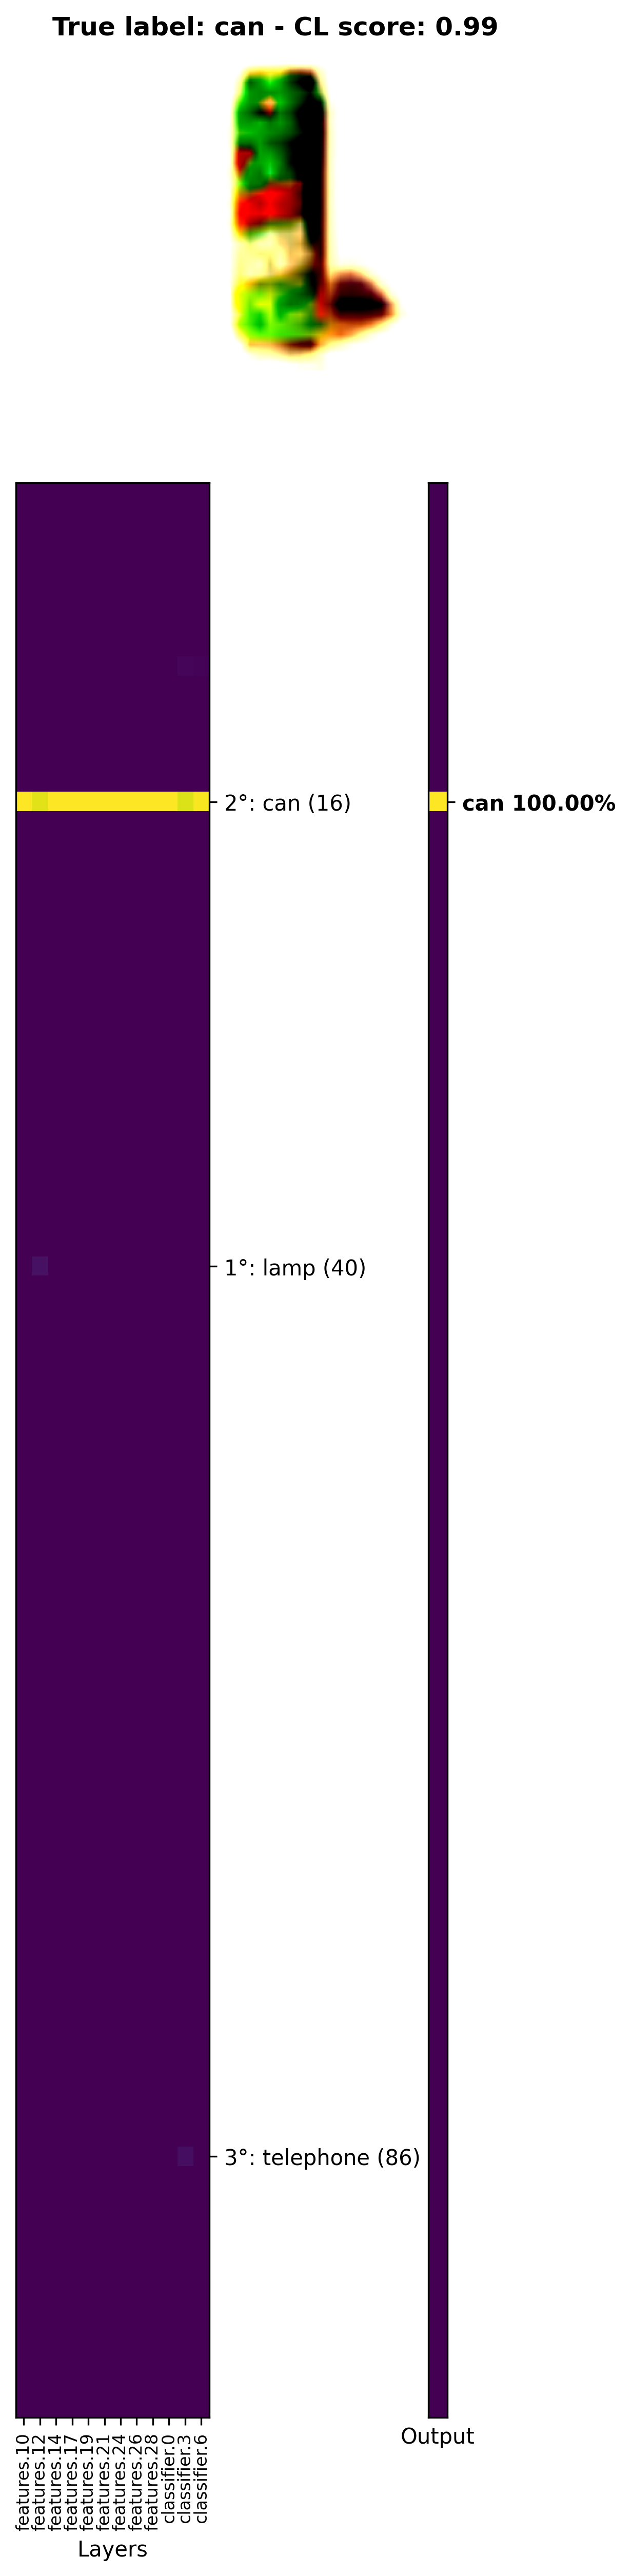 True label: can - CL score: 0.99
2°: can (16)
can 100.00%
1°: lamp (40)
3°: telephone (86)
features.10
features.12
features.14
features.17
features.19
features.21
features.24
features.26
features.28
classifier.0
classifier.3
classifier.6
Layers
Output